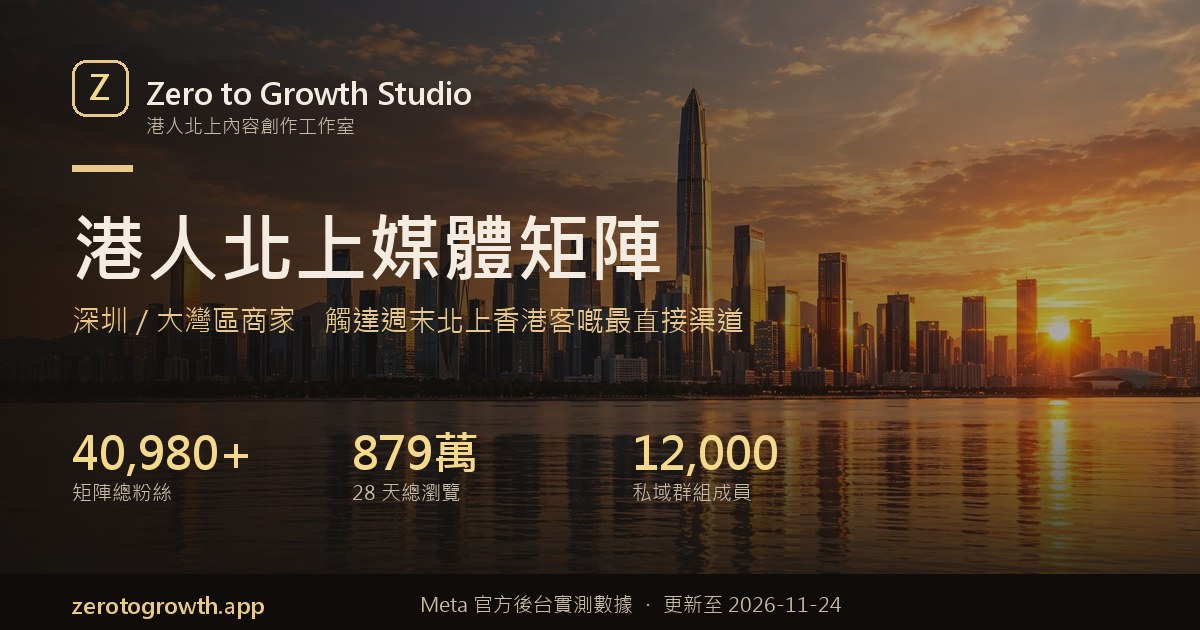 Z
Zero to Growth Studio
港人北上內容創作工作室
港人北上媒體矩陣
深圳 / 大灣區商家　觸達週末北上香港客嘅最直接渠道
40,980+
矩陣總粉絲
879萬
28 天總瀏覽
12,000
私域群組成員
zerotogrowth.app
Meta 官方後台實測數據 · 更新至 2026-11-24